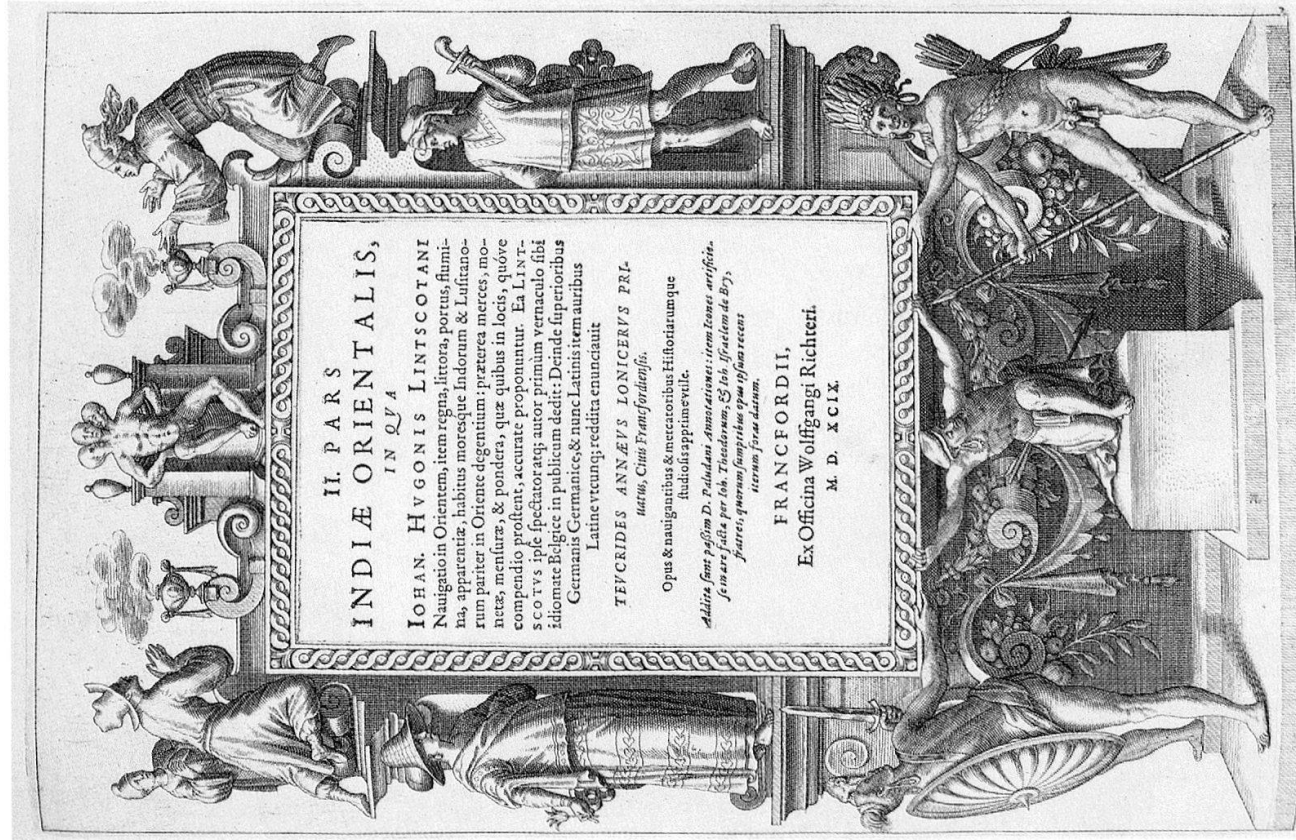 II. PARS
INDIÆ ORIENTALIS,
IN QVA
IOHAN. HVGONIS LINTSCOTANI
Nauigatio in Orientem, item regna, littora, portus, flumi-
na, apparentiæ, habitus moresque Indorum & Lusitano-
rum pariter in Oriente degentium: præterea merces, mo-
netæ, mensuræ, & pondera, quæ quibus in locis, quóve
compendio prostent, accurate proponuntur. Ea LINT-
SCOTVS ipse spectator atq; autor primùm vernaculo sibi
idiomate Belgice in publicum dedit: Deinde superioribus
Germanis Germanice, & nunc Latinis item auribus
Latine vtcunq; reddita enunciauit
TEVCRIDES ANNÆVS LONICERVS PRI-
uatus, Ciuis Francfordiensis.
Opus & nauigantibus & mercatoribus Historiarumque
studiosis apprime vtile.
Addita sunt passim D. Paludani Annotationes: item Icones artificio-
se in ære factæ per Ioh. Theodorum, & Ioh. Israelem de Bry,
fratres, quorum sumptibus opus ipsum recens
iterum foras datum.
FRANCFORDII,
Ex Officina Wolffgangi Richteri.
M. D. XCIX.